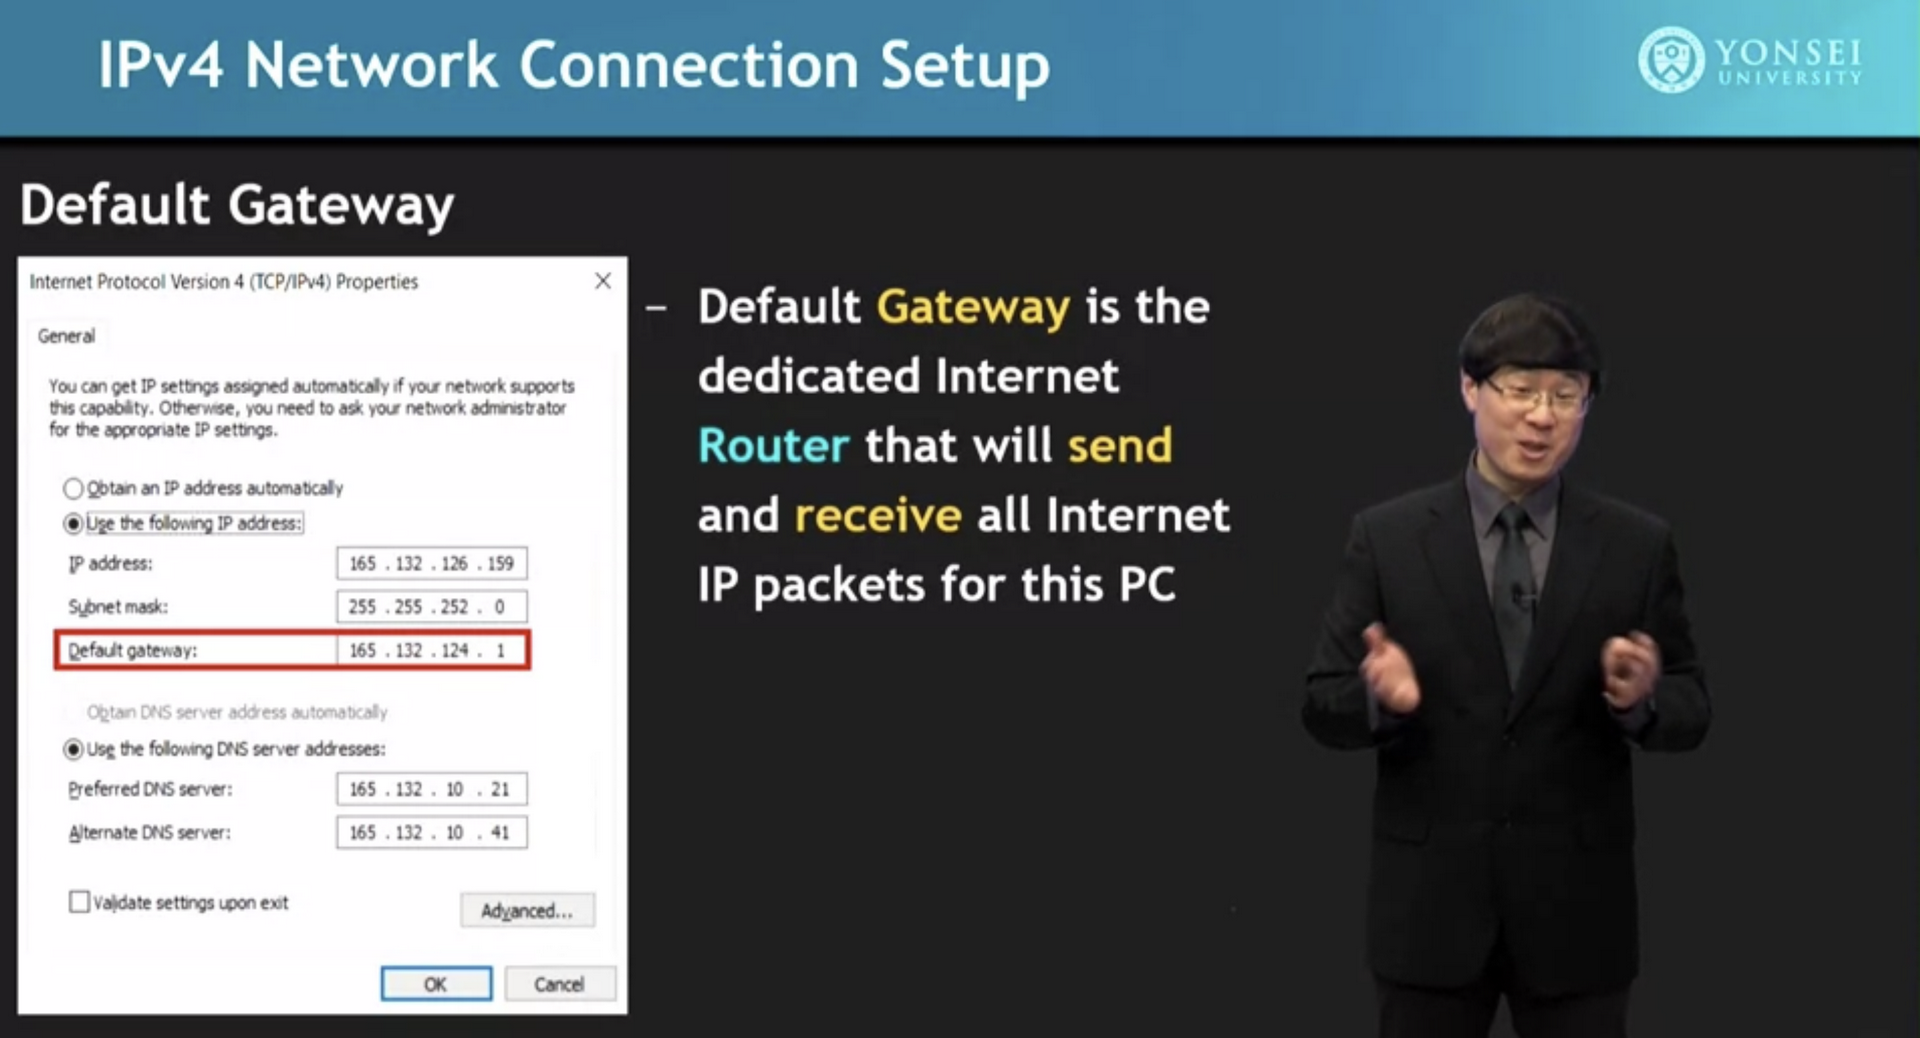 IPv4 Network Connection Setup
YONSEI
UNIVERSITY
Default Gateway
Internet Protocol Version 4 (TCP/IPv4) Properties
General
You can get IP settings assigned automatically if your network supports
this capability. Otherwise, you need to ask your network administrator
for the appropriate IP settings.
Obtain an IP address automatically
Use the following IP address:
IP address: 165 . 132 . 126 . 159
Subnet mask: 255 . 255 . 252 . 0
Default gateway: 165 . 132 . 124 . 1
Obtain DNS server address automatically
Use the following DNS server addresses:
Preferred DNS server: 165 . 132 . 10 . 21
Alternate DNS server: 165 . 132 . 10 . 41
Validate settings upon exit
Advanced...
OK Cancel
– Default Gateway is the
dedicated Internet
Router that will send
and receive all Internet
IP packets for this PC